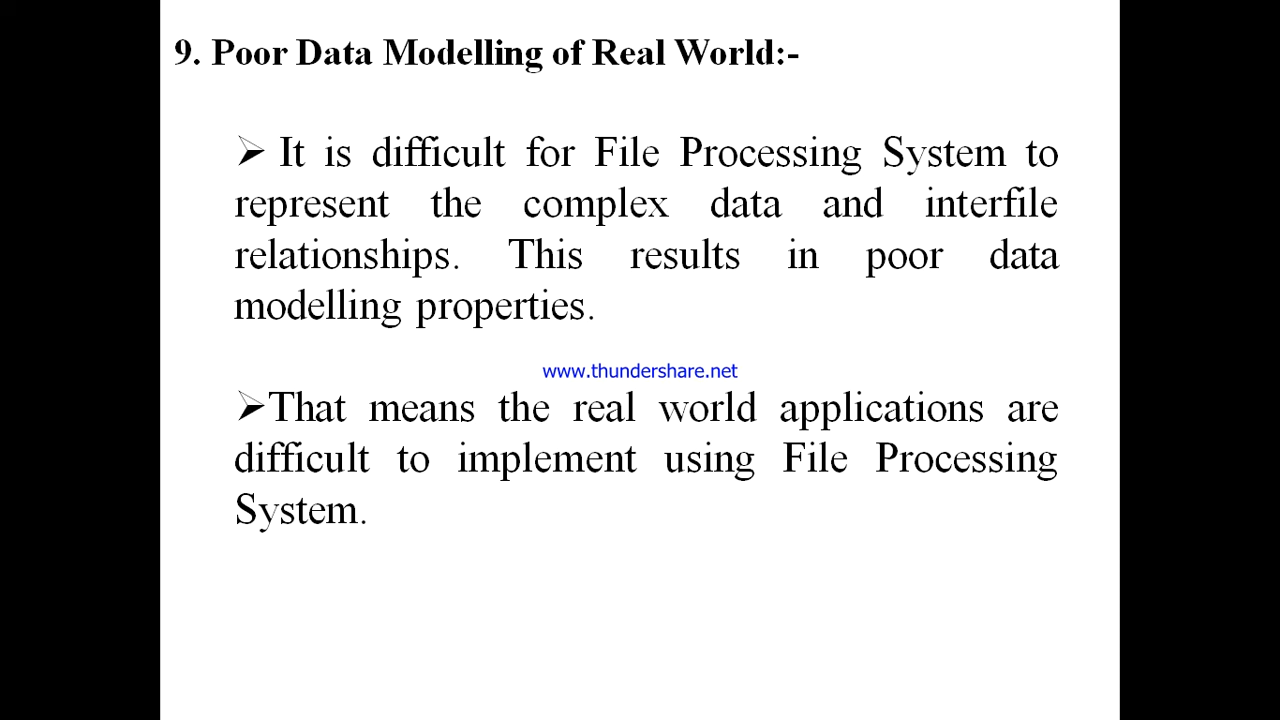 9. Poor Data Modelling of Real World:-
➢ It is difficult for File Processing System to
represent the complex data and interfile
relationships. This results in poor data
modelling properties.
www.thundershare.net
➢That means the real world applications are
difficult to implement using File Processing
System.